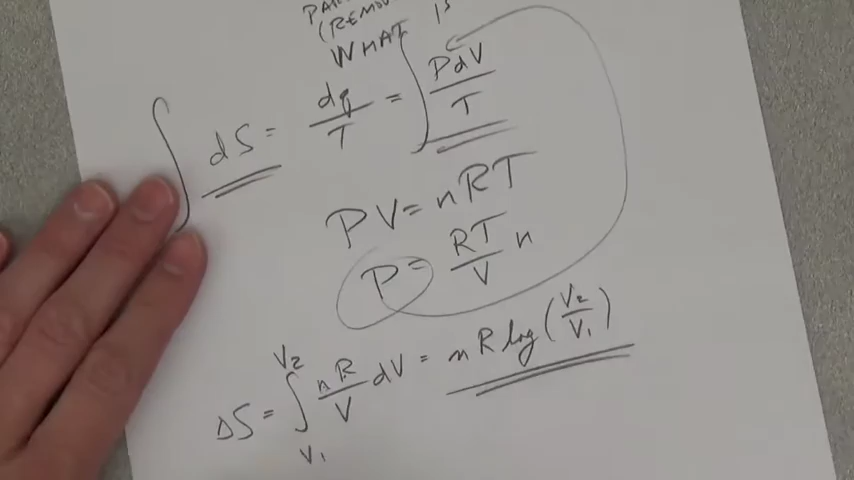 (REMOV
WHAT IS
∫ dS = dq/T = ∫ PdV/T
PV = nRT
P = RT/V n
ΔS = ∫_{V1}^{V2} nR/V dV = nR log(V2/V1)